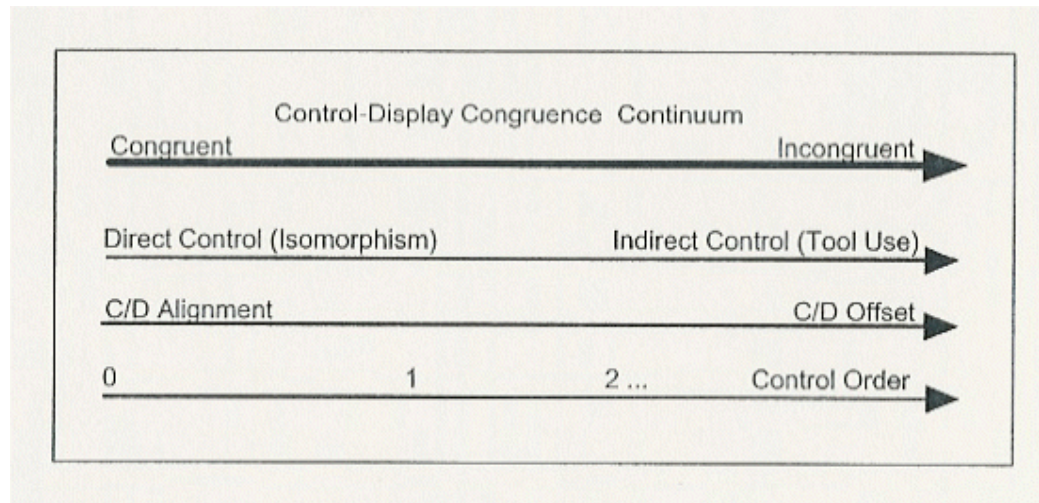 Control-Display Congruence Continuum
Congruent Incongruent
Direct Control (Isomorphism) Indirect Control (Tool Use)
C/D Alignment C/D Offset
0 1 2 ... Control Order